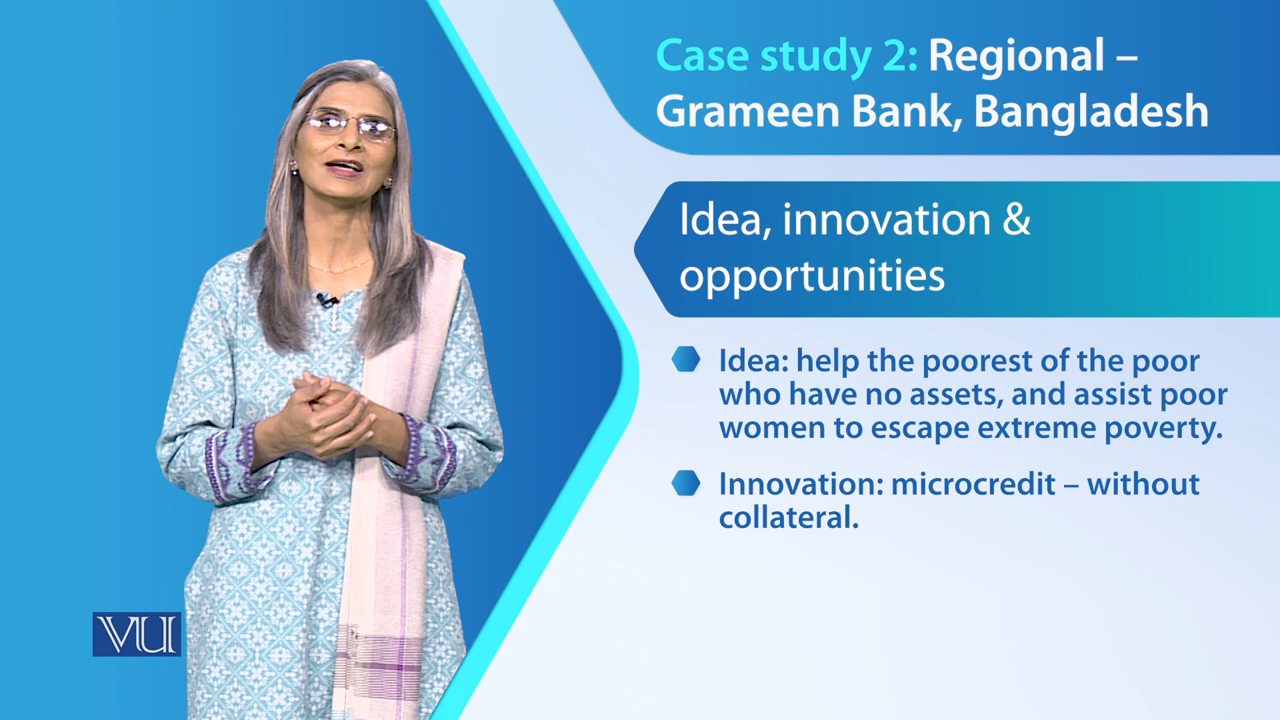 Case study 2: Regional –
Grameen Bank, Bangladesh
Idea, innovation &
opportunities
Idea: help the poorest of the poor
who have no assets, and assist poor
women to escape extreme poverty.
Innovation: microcredit – without
collateral.
VU